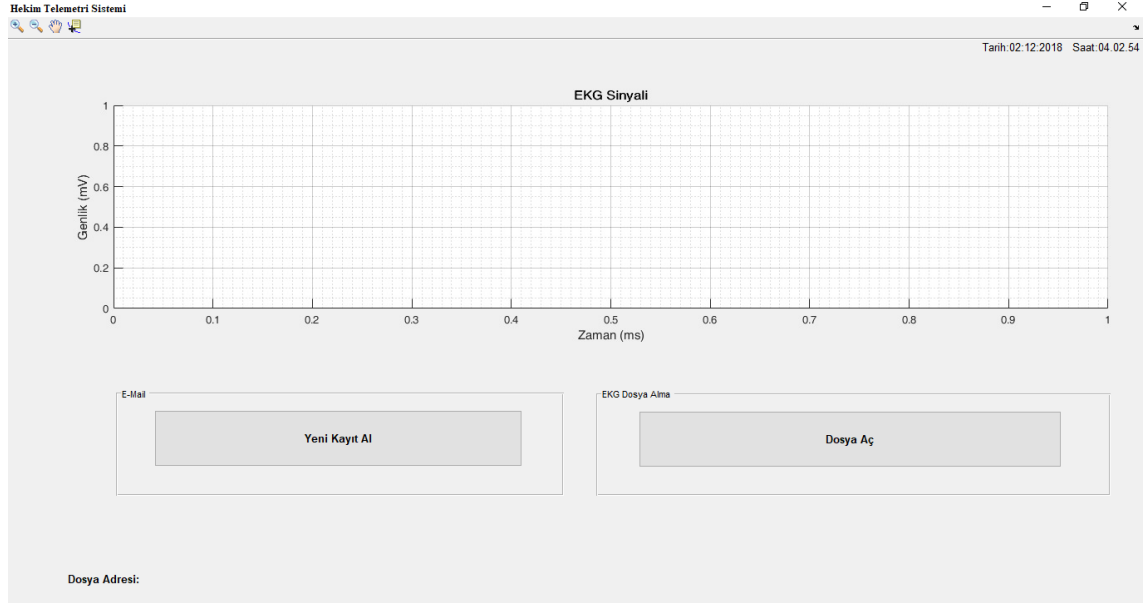 Hekim Telemetri Sistemi
Tarih:02:12:2018 Saat:04.02.54
EKG Sinyali
1
0.8
0.6
0.4
0.2
0
Genlik (mV)
0 0.1 0.2 0.3 0.4 0.5 0.6 0.7 0.8 0.9 1
Zaman (ms)
E-Mail
Yeni Kayıt Al
EKG Dosya Alma
Dosya Aç
Dosya Adresi: